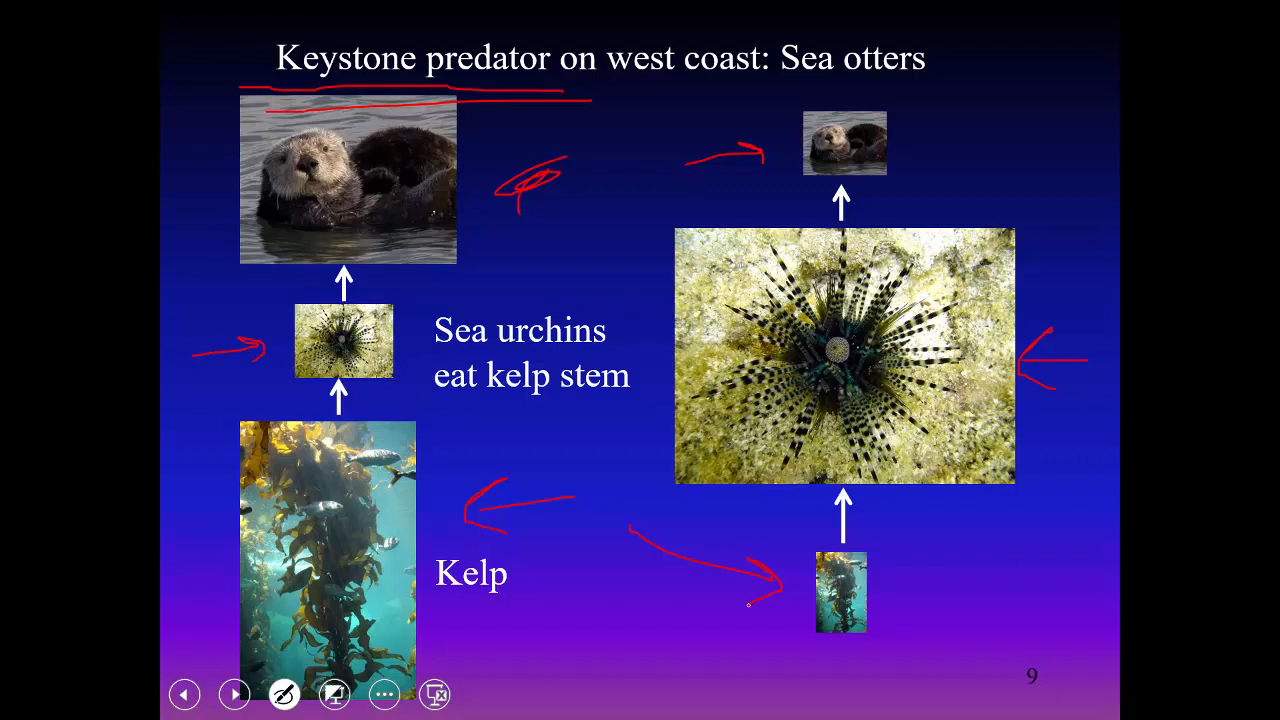 Keystone predator on west coast: Sea otters
Sea urchins
eat kelp stem
Kelp
9